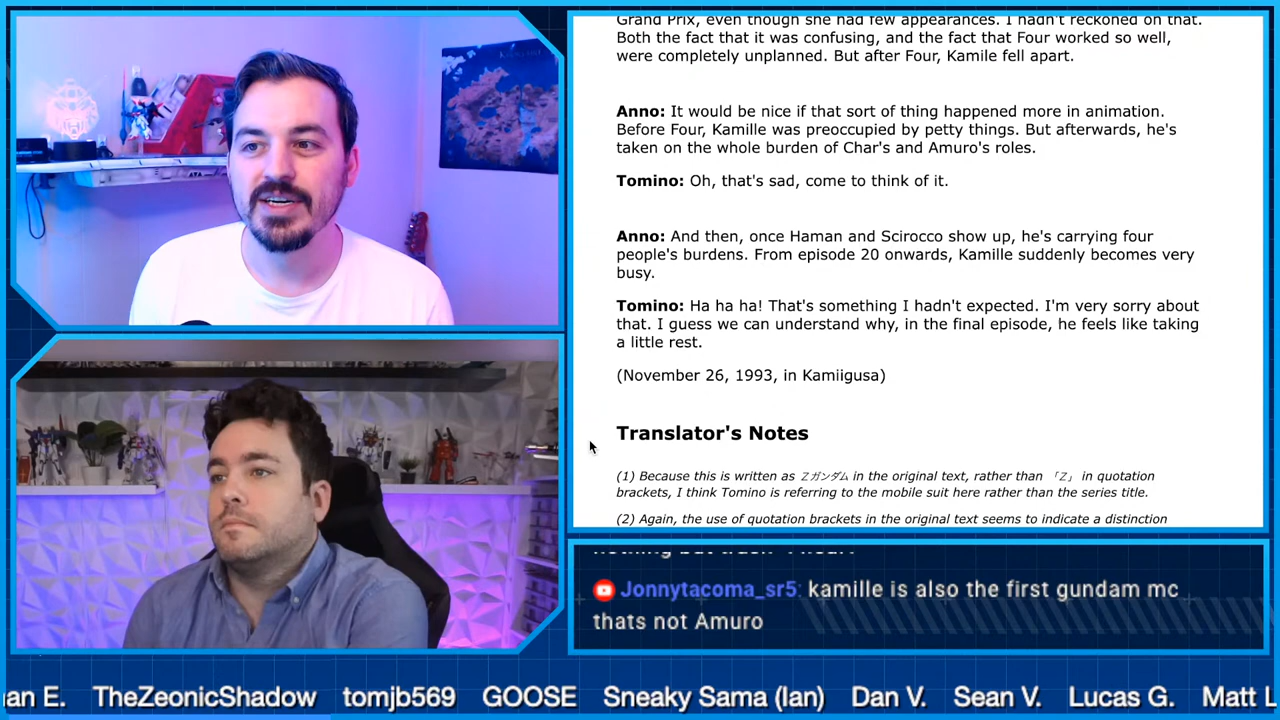 Grand Prix, even though she had few appearances. I hadn't reckoned on that.
Both the fact that it was confusing, and the fact that Four worked so well,
were completely unplanned. But after Four, Kamile fell apart.
Anno: It would be nice if that sort of thing happened more in animation.
Before Four, Kamille was preoccupied by petty things. But afterwards, he's
taken on the whole burden of Char's and Amuro's roles.
Tomino: Oh, that's sad, come to think of it.
Anno: And then, once Haman and Scirocco show up, he's carrying four
people's burdens. From episode 20 onwards, Kamille suddenly becomes very
busy.
Tomino: Ha ha ha! That's something I hadn't expected. I'm very sorry about
that. I guess we can understand why, in the final episode, he feels like taking
a little rest.
(November 26, 1993, in Kamiigusa)
Translator's Notes
(1) Because this is written as Ζガンダム in the original text, rather than 「Ζ」 in quotation
brackets, I think Tomino is referring to the mobile suit here rather than the series title.
(2) Again, the use of quotation brackets in the original text seems to indicate a distinction
Jonnytacoma_sr5: kamille is also the first gundam mc
thats not Amuro
an E. TheZeonicShadow tomjb569 GOOSE Sneaky Sama (Ian) Dan V. Sean V. Lucas G. Matt L